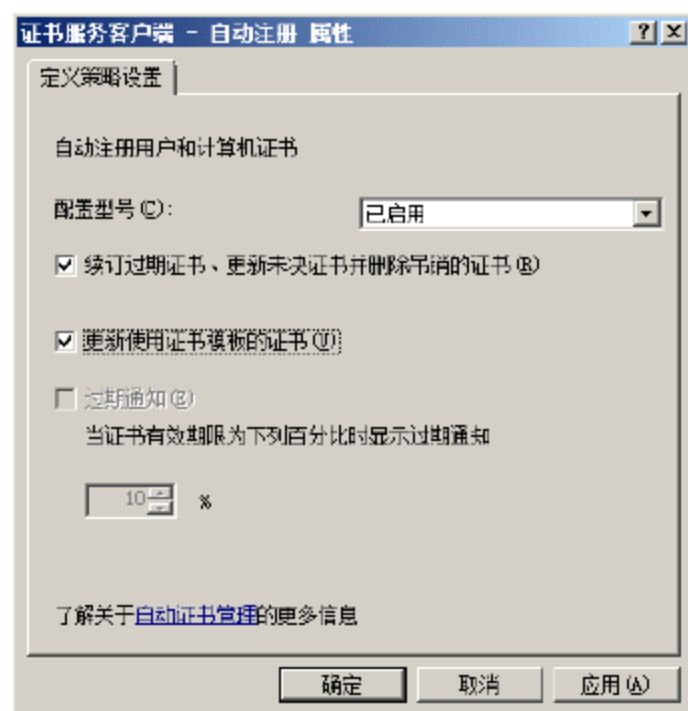 证书服务客户端 - 自动注册 属性
定义策略设置
自动注册用户和计算机证书
配置型号(C):
已启用
续订过期证书、更新未决证书并删除吊销的证书(R)
更新使用证书模板的证书(U)
过期通知(E)
当证书有效期限为下列百分比时显示过期通知
10 %
了解关于自动证书管理的更多信息
确定 取消 应用(A)